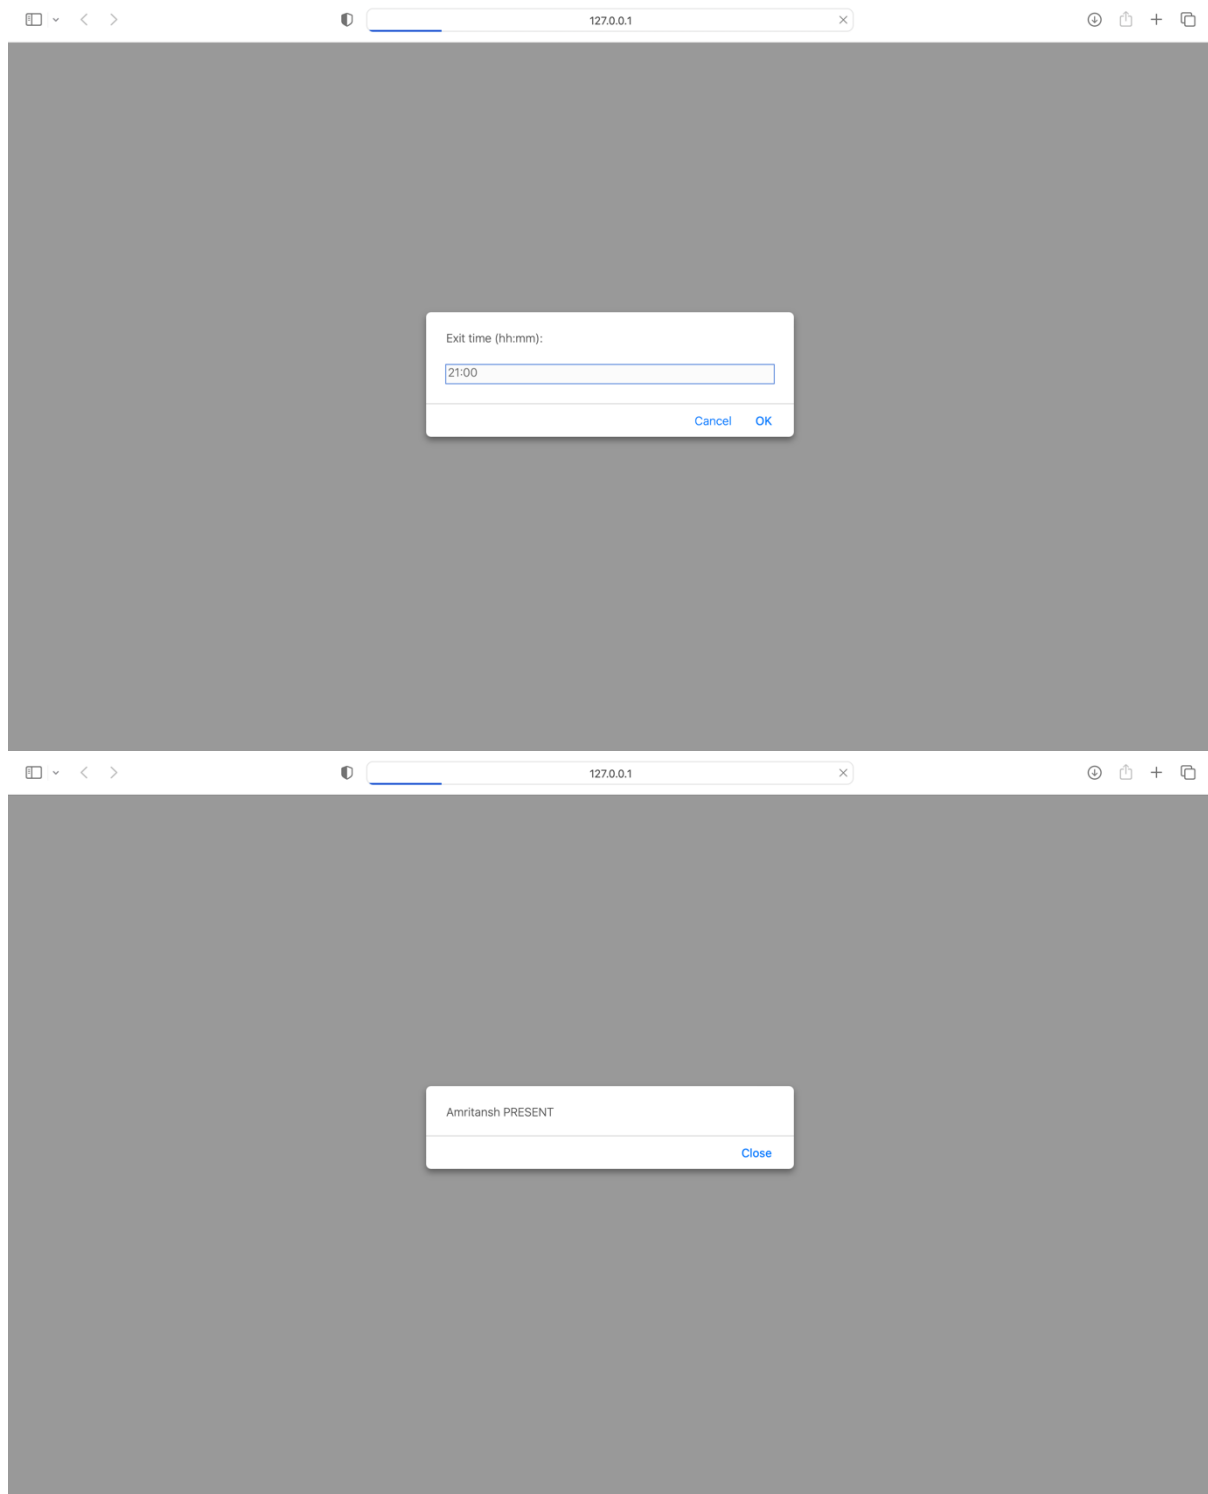 127.0.0.1
Exit time (hh:mm):
21:00
Cancel OK
127.0.0.1
Amritansh PRESENT
Close